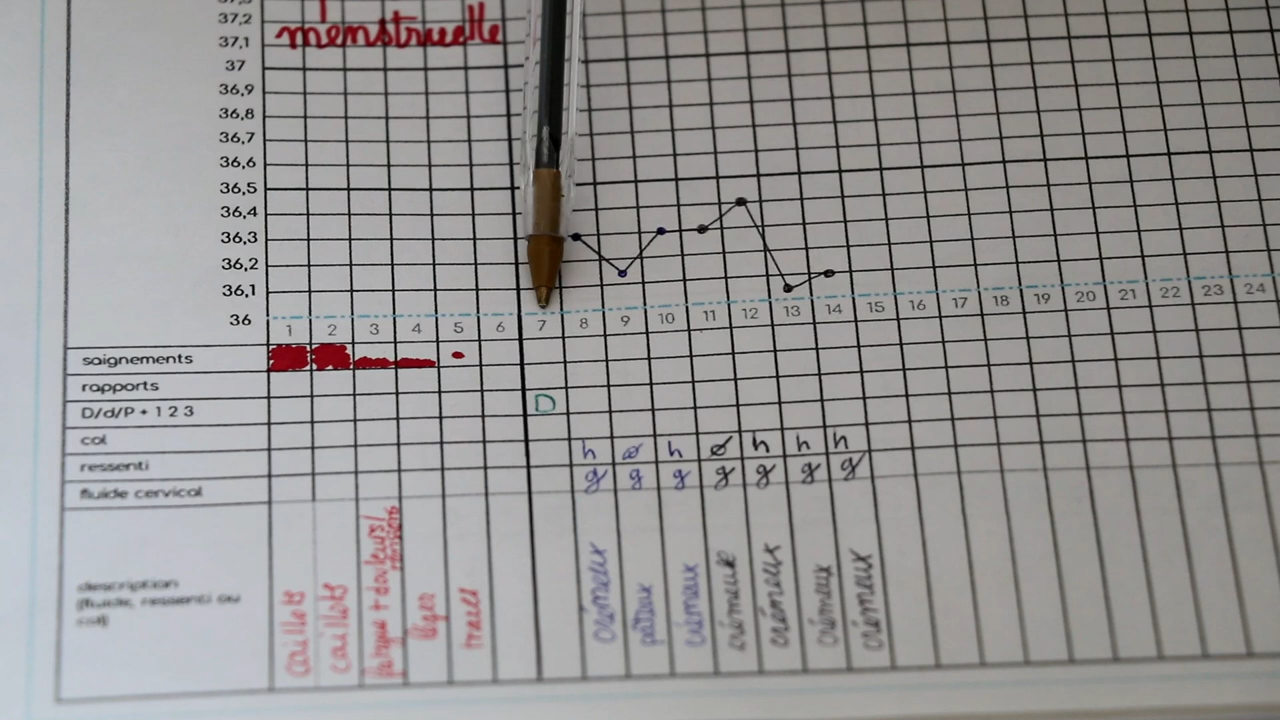 37,2
menstruelle
37,1
37
36,9
36,8
36,7
36,6
36,5
36,4
36,3
36,2
36,1
36
1 2 3 4 5 6 7 8 9 10 11 12 13 14 15 16 17 18 19 20 21 22 23 24
saignements
rapports
D/d/P + 1 2 3 D
col
ressenti h ø h ø h h h
fluide cervical g g g g g g g
description
(fluide, ressenti ou
col)
caillots
caillots
fatigue + douleurs/
léger
traces
crémeux
pâteux
crémeux
crémeux
crémeux
crémeux
crémeux